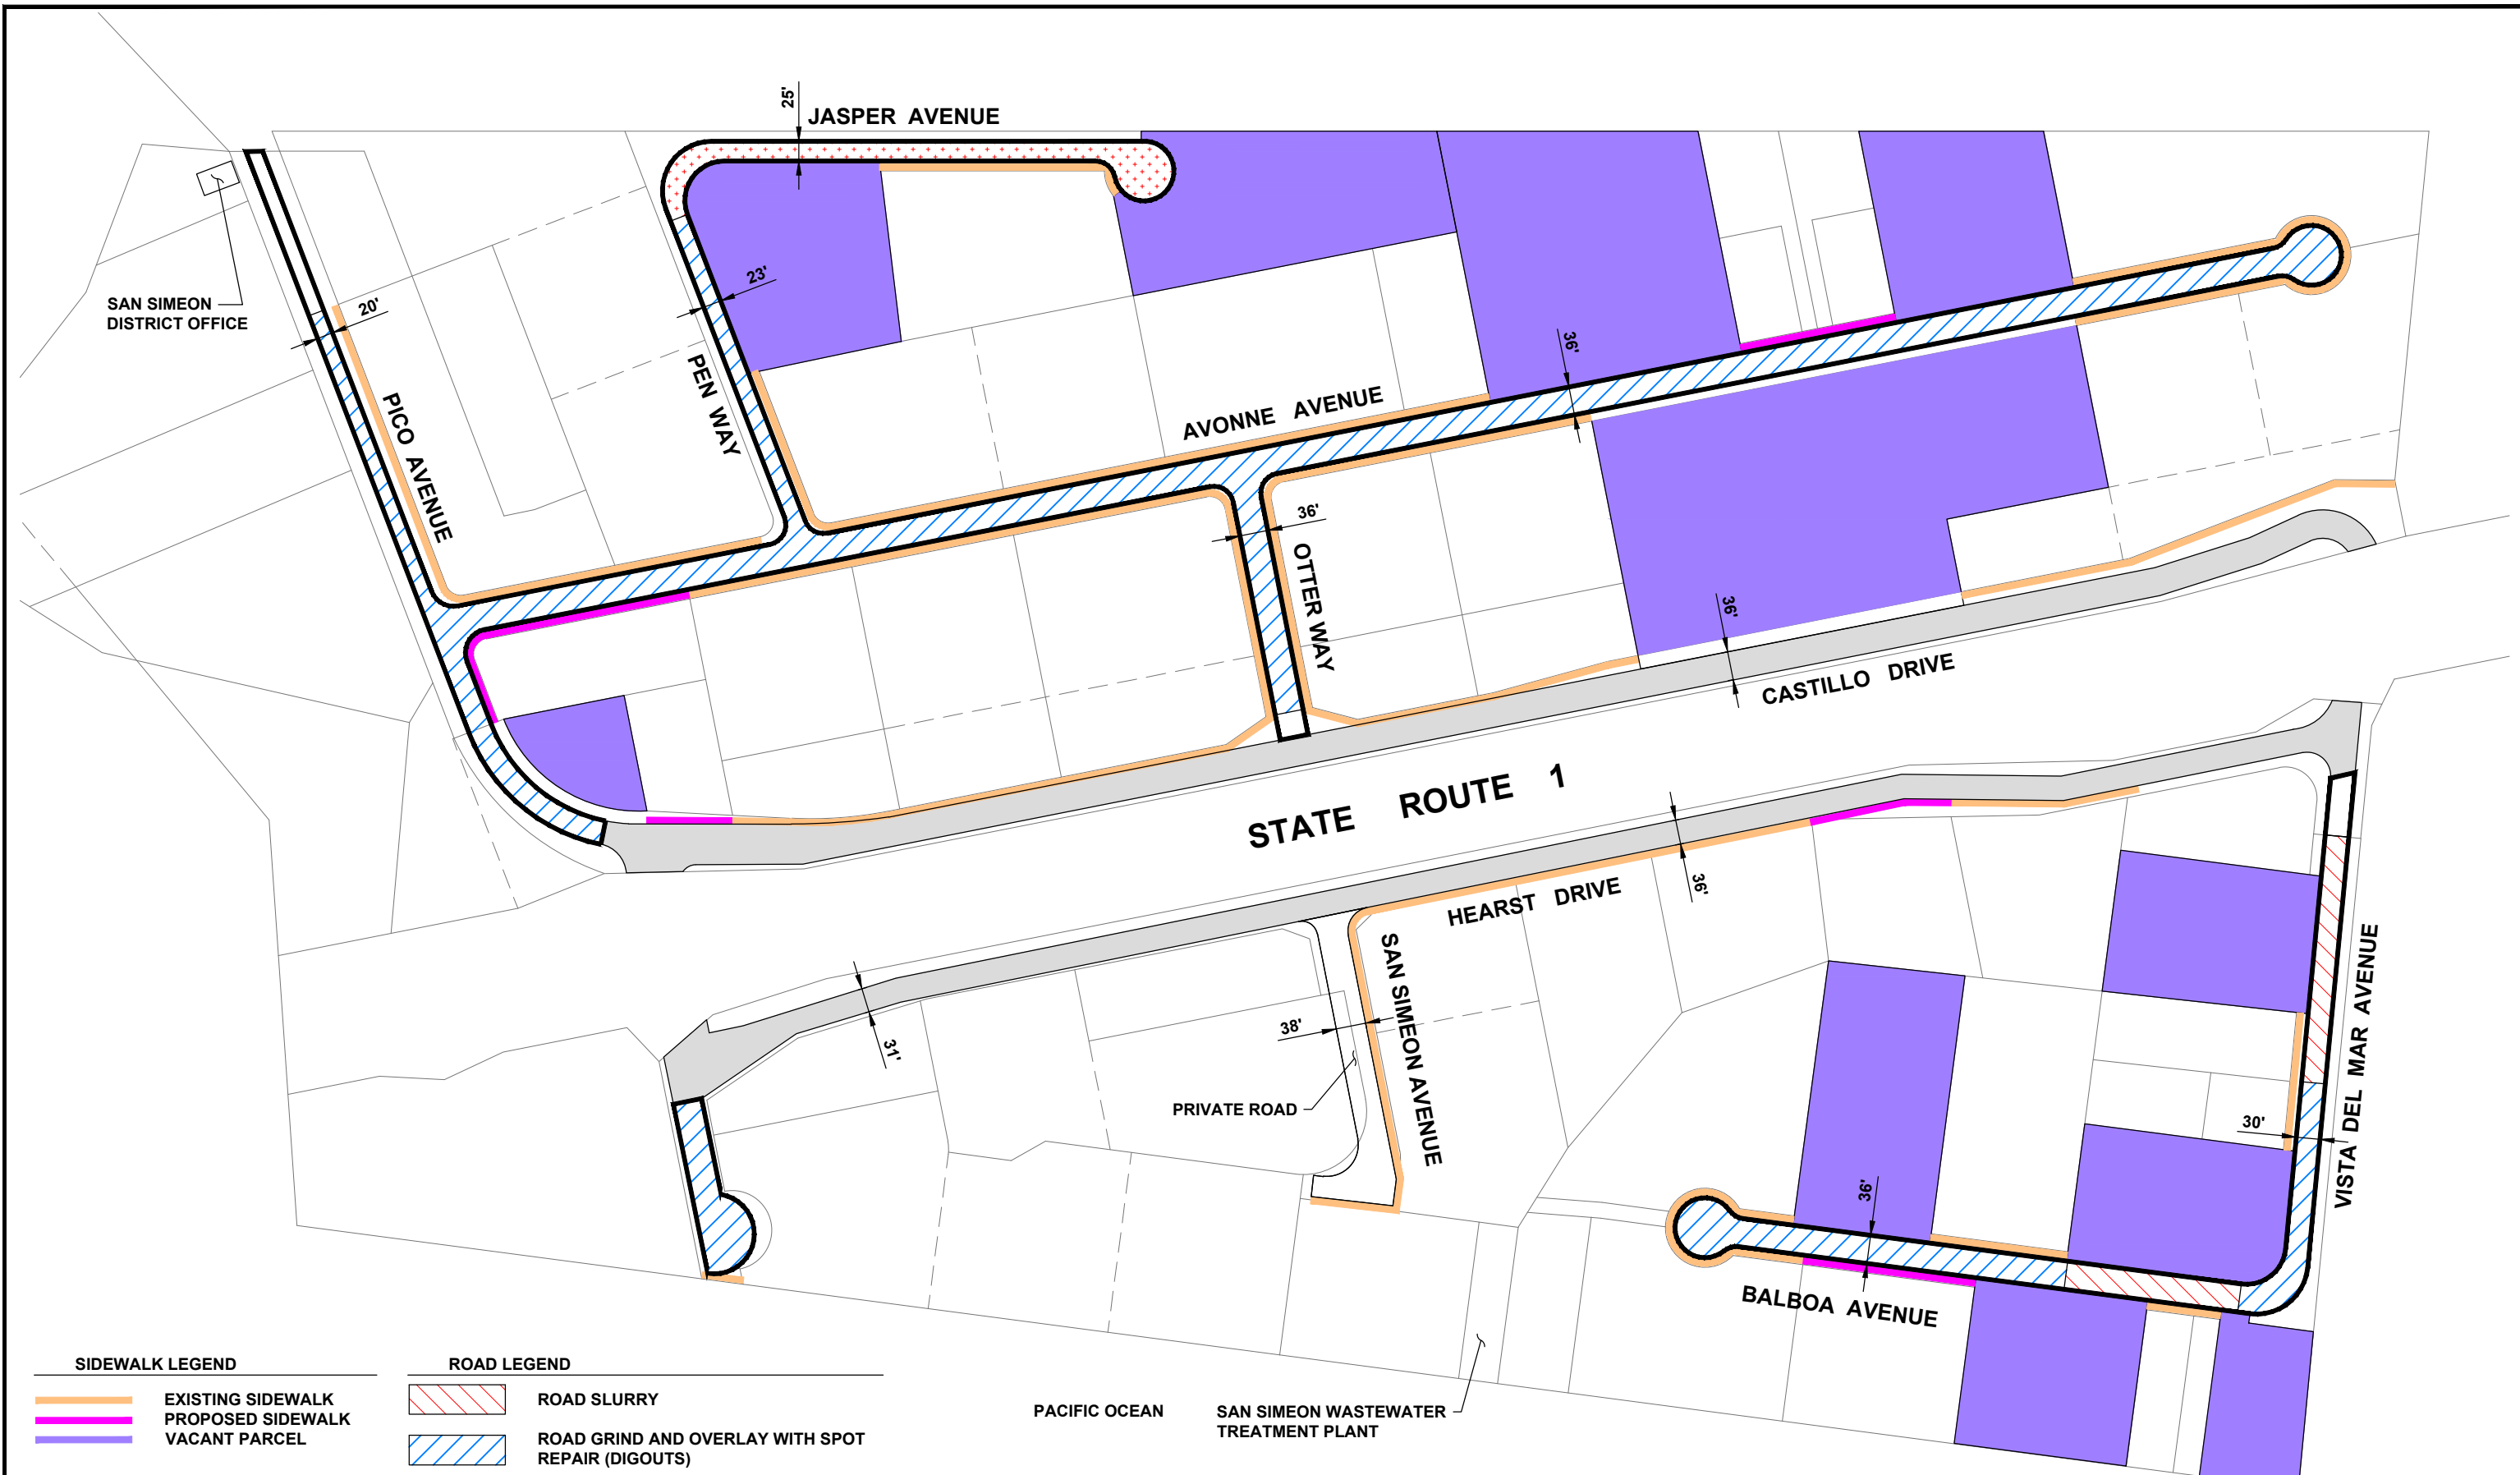 25'
JASPER AVENUE
SAN SIMEON
DISTRICT OFFICE
20'
23'
PICO AVENUE
PEN WAY
AVONNE AVENUE
36'
36'
OTTER WAY
36'
CASTILLO DRIVE
STATE ROUTE 1
36'
HEARST DRIVE
31'
38'
SAN SIMEON AVENUE
PRIVATE ROAD
30'
VISTA DEL MAR AVENUE
36'
BALBOA AVENUE
SIDEWALK LEGEND
EXISTING SIDEWALK
PROPOSED SIDEWALK
VACANT PARCEL
ROAD LEGEND
ROAD SLURRY
ROAD GRIND AND OVERLAY WITH SPOT
REPAIR (DIGOUTS)
PACIFIC OCEAN
SAN SIMEON WASTEWATER
TREATMENT PLANT